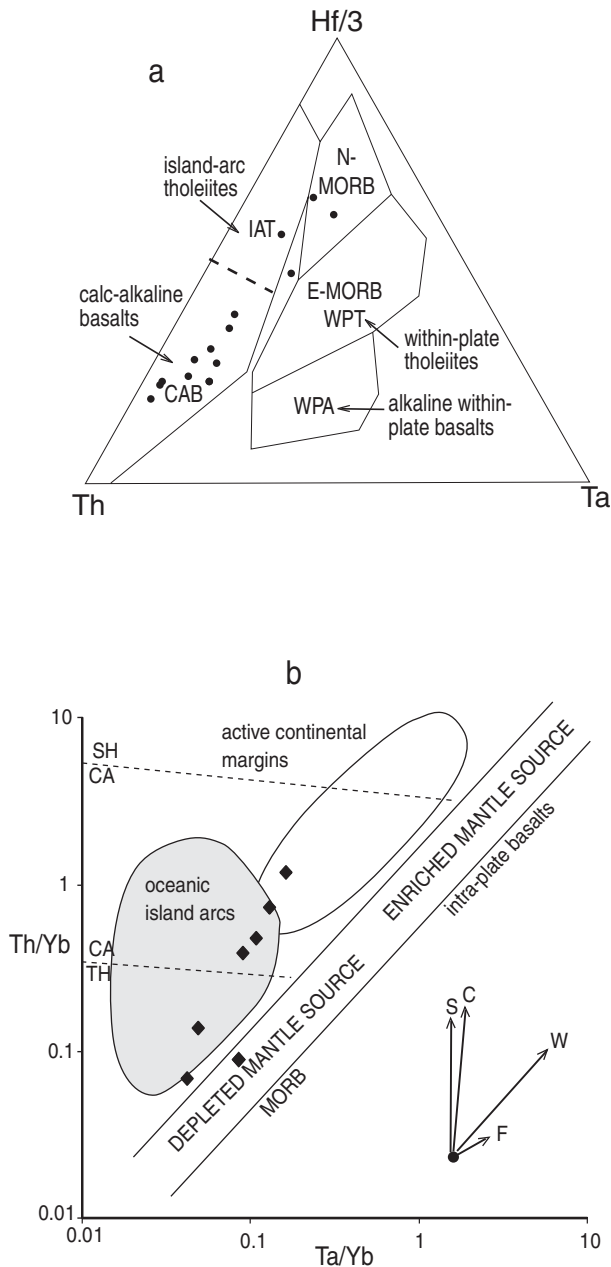 Hf/3
a
N-
MORB
island-arc
tholeiites
IAT
calc-alkaline
basalts
E-MORB
WPT
within-plate
tholeiites
CAB
WPA
alkaline within-
plate basalts
Th
Ta
b
10
active continental
margins
SH
CA
ENRICHED MANTLE SOURCE
intra-plate basalts
1
oceanic
island arcs
Th/Yb
CA
TH
DEPLETED MANTLE SOURCE
MORB
0.1
S
C
W
F
0.01
0.01
0.1
1
10
Ta/Yb